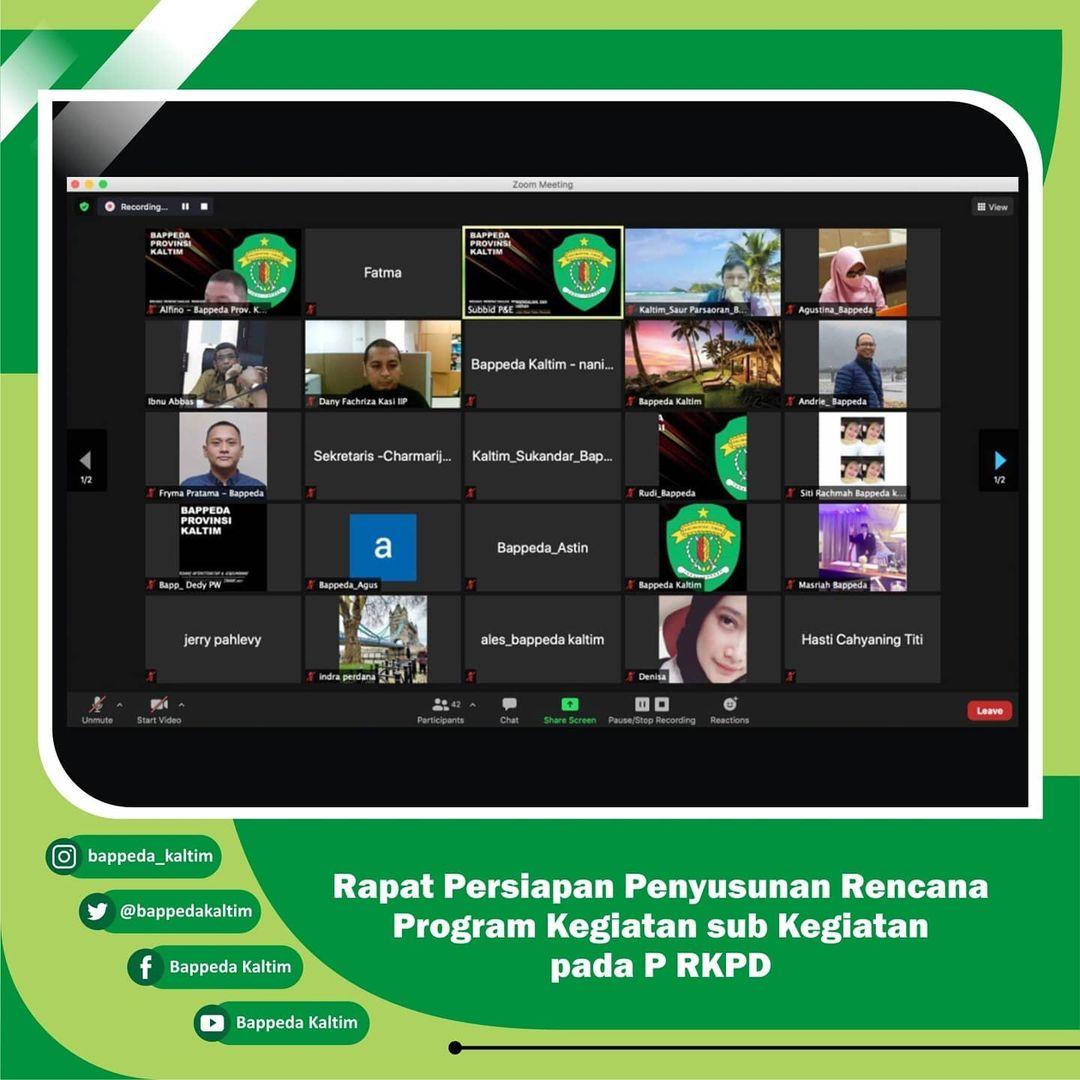 Zoom Meeting
Recording...
View
BAPPEDA
PROVINSI
KALTIM
Alfino - Bappeda Prov. K...
Fatma
BAPPEDA
PROVINSI
KALTIM
Subbid P&E
Kaltim_Saur Parsaoran_B...
Agustina_Bappeda
Ibnu Abbas
Dany Fachriza Kasi IIP
Bappeda Kaltim - nani...
Bappeda Kaltim
Andrie_ Bappeda
1/2
Fryma Pratama - Bappeda
Sekretaris -Charmarij...
Kaltim_Sukandar_Bap...
Rudi_Bappeda
Siti Rachmah Bappeda k...
1/2
BAPPEDA
PROVINSI
KALTIM
Bapp_ Dedy PW
a
Bappeda_Agus
Bappeda_Astin
Bappeda Kaltim
Masriah Bappeda
jerry pahlevy
indra perdana
ales_bappeda kaltim
Denisa
Hasti Cahyaning Titi
Unmute
Start Video
42
Participants
Chat
Share Screen
Pause/Stop Recording
Reactions
Leave
bappeda_kaltim
@bappedakaltim
Bappeda Kaltim
Bappeda Kaltim
Rapat Persiapan Penyusunan Rencana
Program Kegiatan sub Kegiatan
pada P RKPD